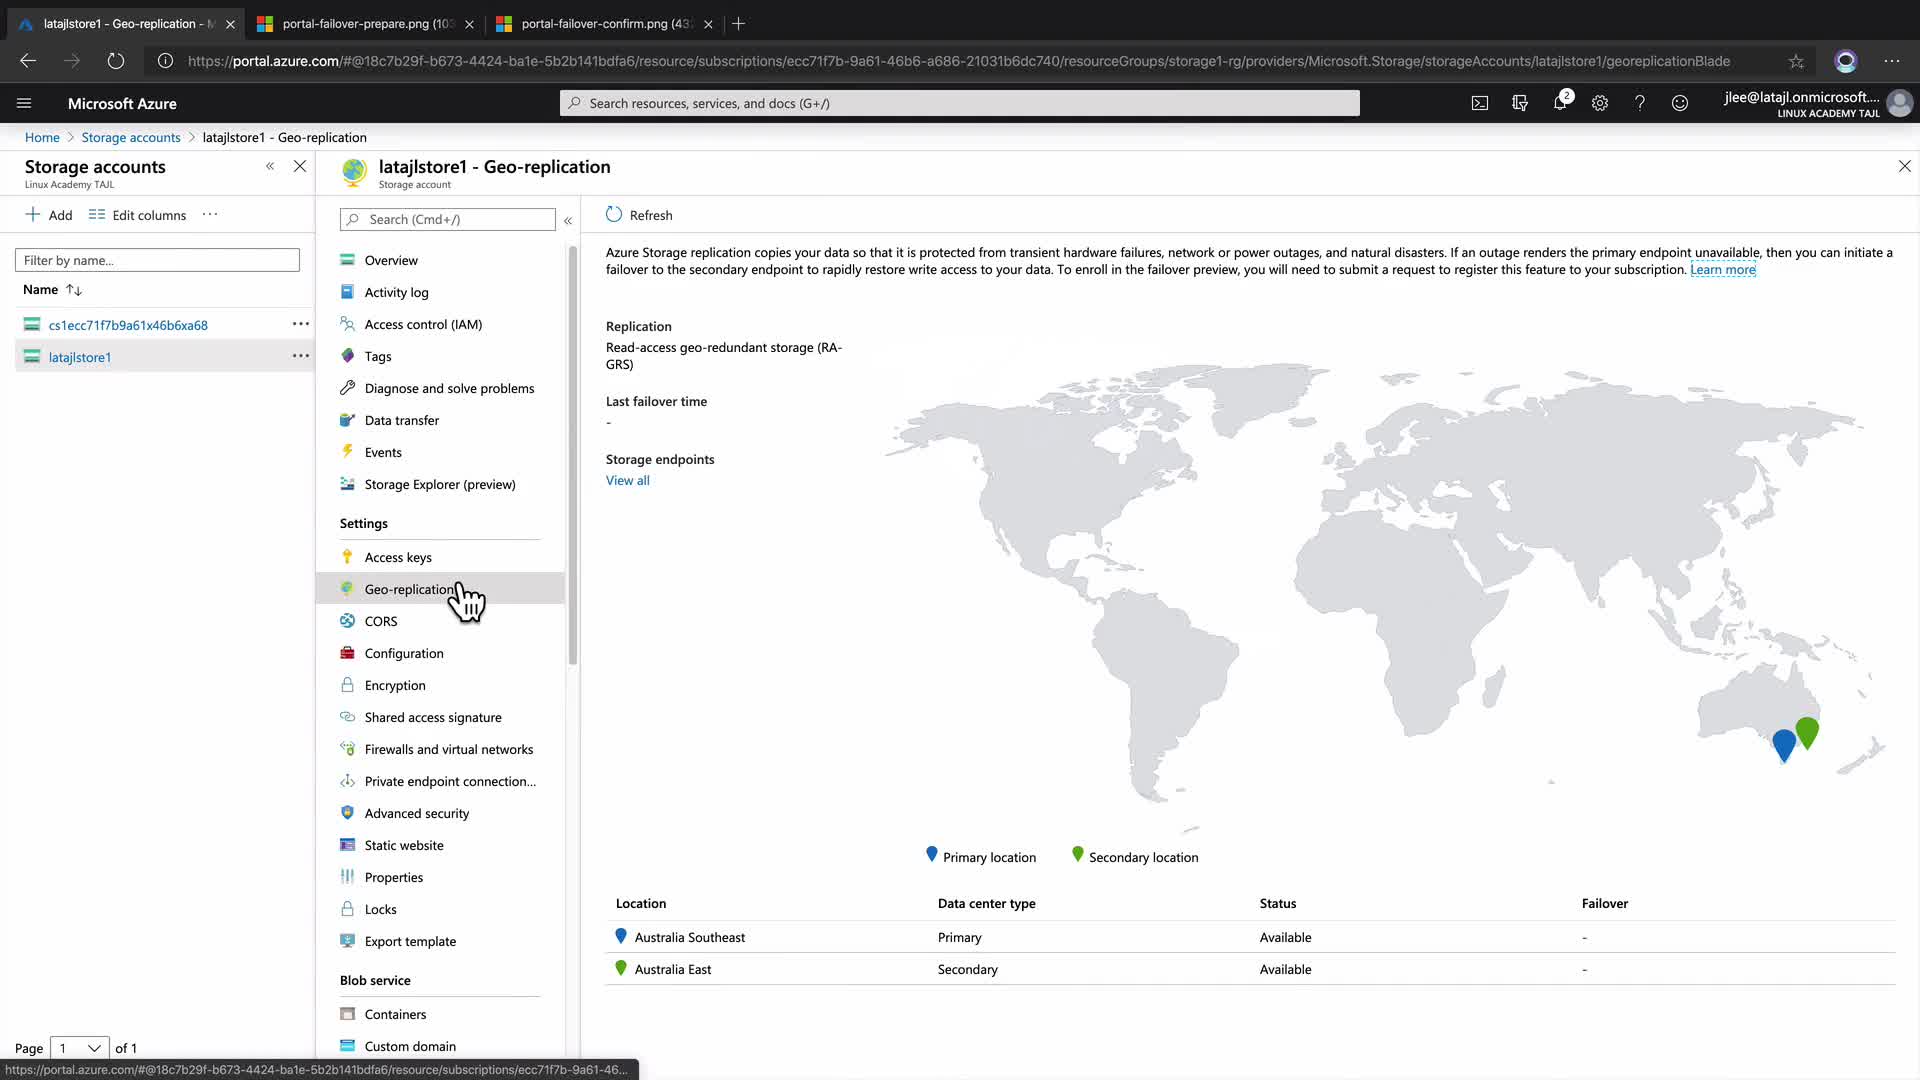 latajlstore1 - Geo-replication - M
portal-failover-prepare.png (103
portal-failover-confirm.png (43
https://portal.azure.com/#@18c7b29f-b673-4424-ba1e-5b2b141bdfa6/resource/subscriptions/ecc71f7b-9a61-46b6-a686-21031b6dc740/resourceGroups/storage1-rg/providers/Microsoft.Storage/storageAccounts/latajlstore1/georeplicationBlade
Microsoft Azure
Search resources, services, and docs (G+/)
2
jlee@latajl.onmicrosoft....
LINUX ACADEMY TAJL
Home > Storage accounts > latajlstore1 - Geo-replication
Storage accounts
Linux Academy TAJL
Add
Edit columns
Filter by name...
Name
cs1ecc71f7b9a61x46b6xa68
latajlstore1
Page 1 of 1
latajlstore1 - Geo-replication
Storage account
Search (Cmd+/)
Overview
Activity log
Access control (IAM)
Tags
Diagnose and solve problems
Data transfer
Events
Storage Explorer (preview)
Settings
Access keys
Geo-replication
CORS
Configuration
Encryption
Shared access signature
Firewalls and virtual networks
Private endpoint connection...
Advanced security
Static website
Properties
Locks
Export template
Blob service
Containers
Custom domain
Refresh
Azure Storage replication copies your data so that it is protected from transient hardware failures, network or power outages, and natural disasters. If an outage renders the primary endpoint unavailable, then you can initiate a
failover to the secondary endpoint to rapidly restore write access to your data. To enroll in the failover preview, you will need to submit a request to register this feature to your subscription. Learn more
Replication
Read-access geo-redundant storage (RA-
GRS)
Last failover time
-
Storage endpoints
View all
Primary location
Secondary location
Location Data center type Status Failover
Australia Southeast Primary Available -
Australia East Secondary Available -
https://portal.azure.com/#@18c7b29f-b673-4424-ba1e-5b2b141bdfa6/resource/subscriptions/ecc71f7b-9a61-46...